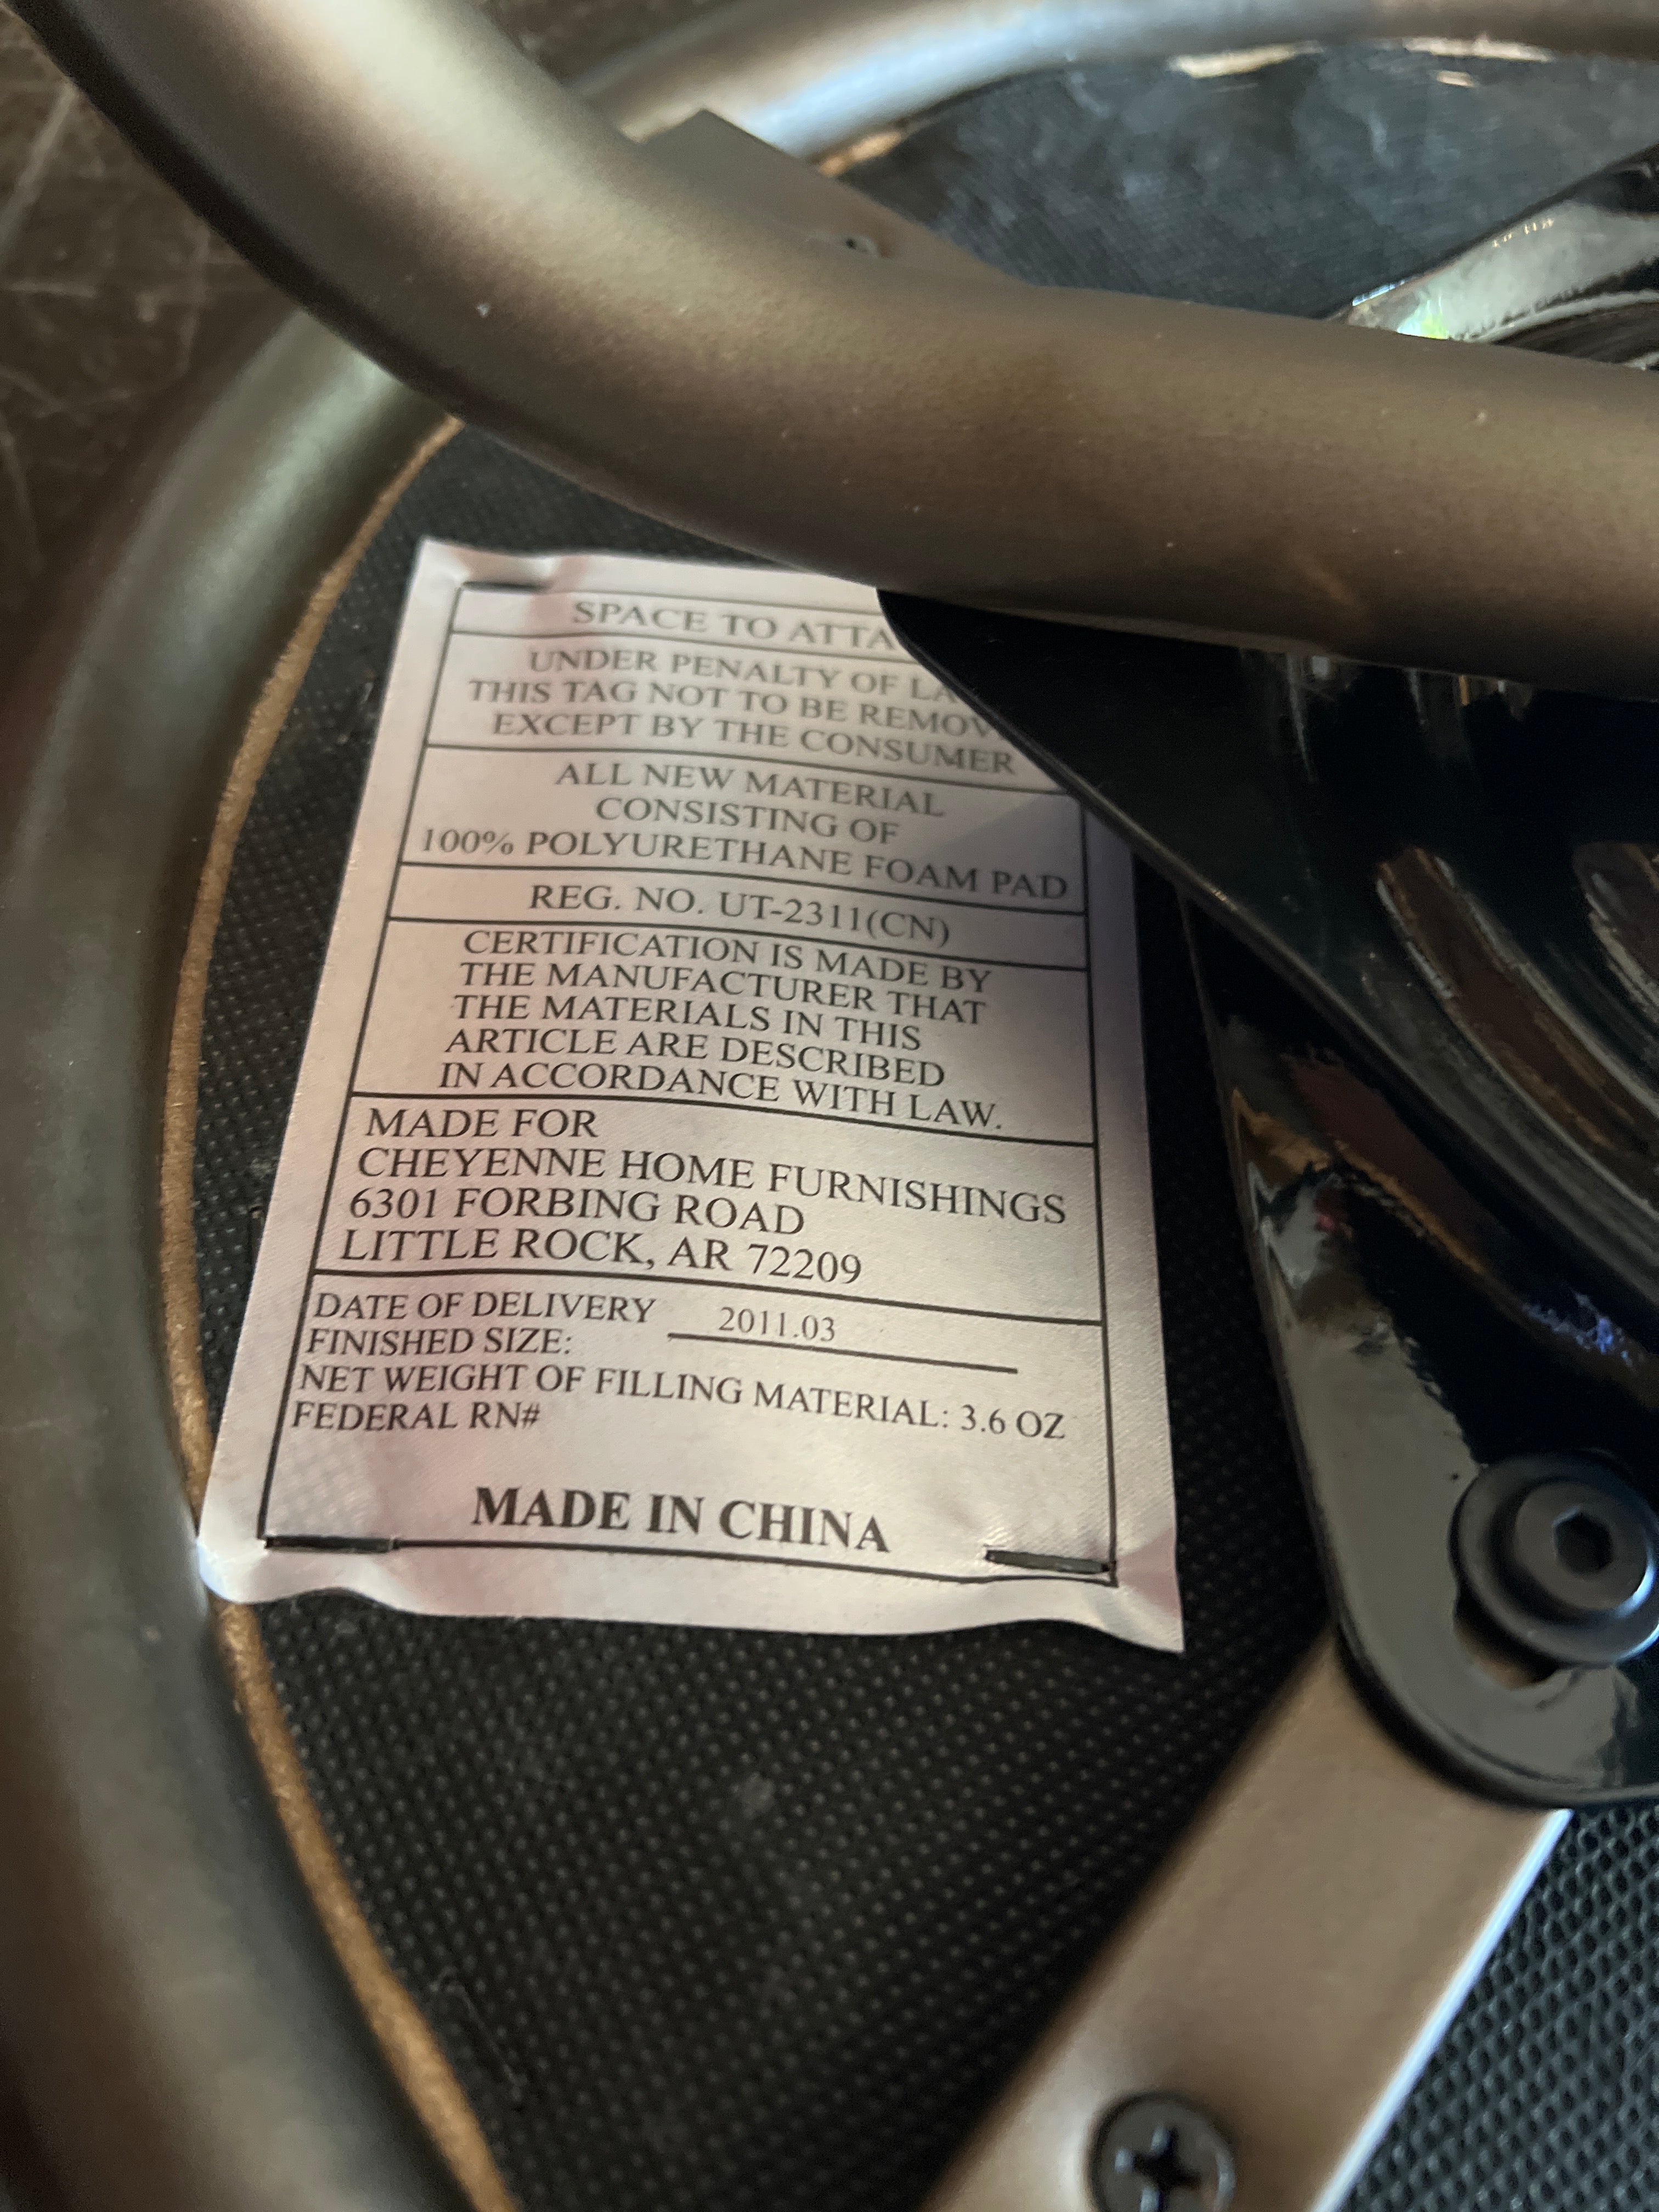 SPACE TO
UNDER PENALTY OF
THIS TAG NOT TO BE
EXCEPT BY THE CONSUMER
ALL NEW MATERIAL
CONSISTING OF
100% POLYURETHANE FOAM PAD
REG. NO. UT-2311(CN)
CERTIFICATION IS MADE BY
THE MANUFACTURER THAT
THE MATERIALS IN THIS
ARTICLE ARE DESCRIBED
IN ACCORDANCE WITH LAW.
MADE FOR
CHEYENNE HOME FURNISHINGS
6301 FORBING ROAD
LITTLE ROCK, AR 72209
DATE OF DELIVERY 2011.03
FINISHED SIZE:
NET WEIGHT OF FILLING MATERIAL: 3.6 OZ
FEDERAL RN#
MADE IN CHINA